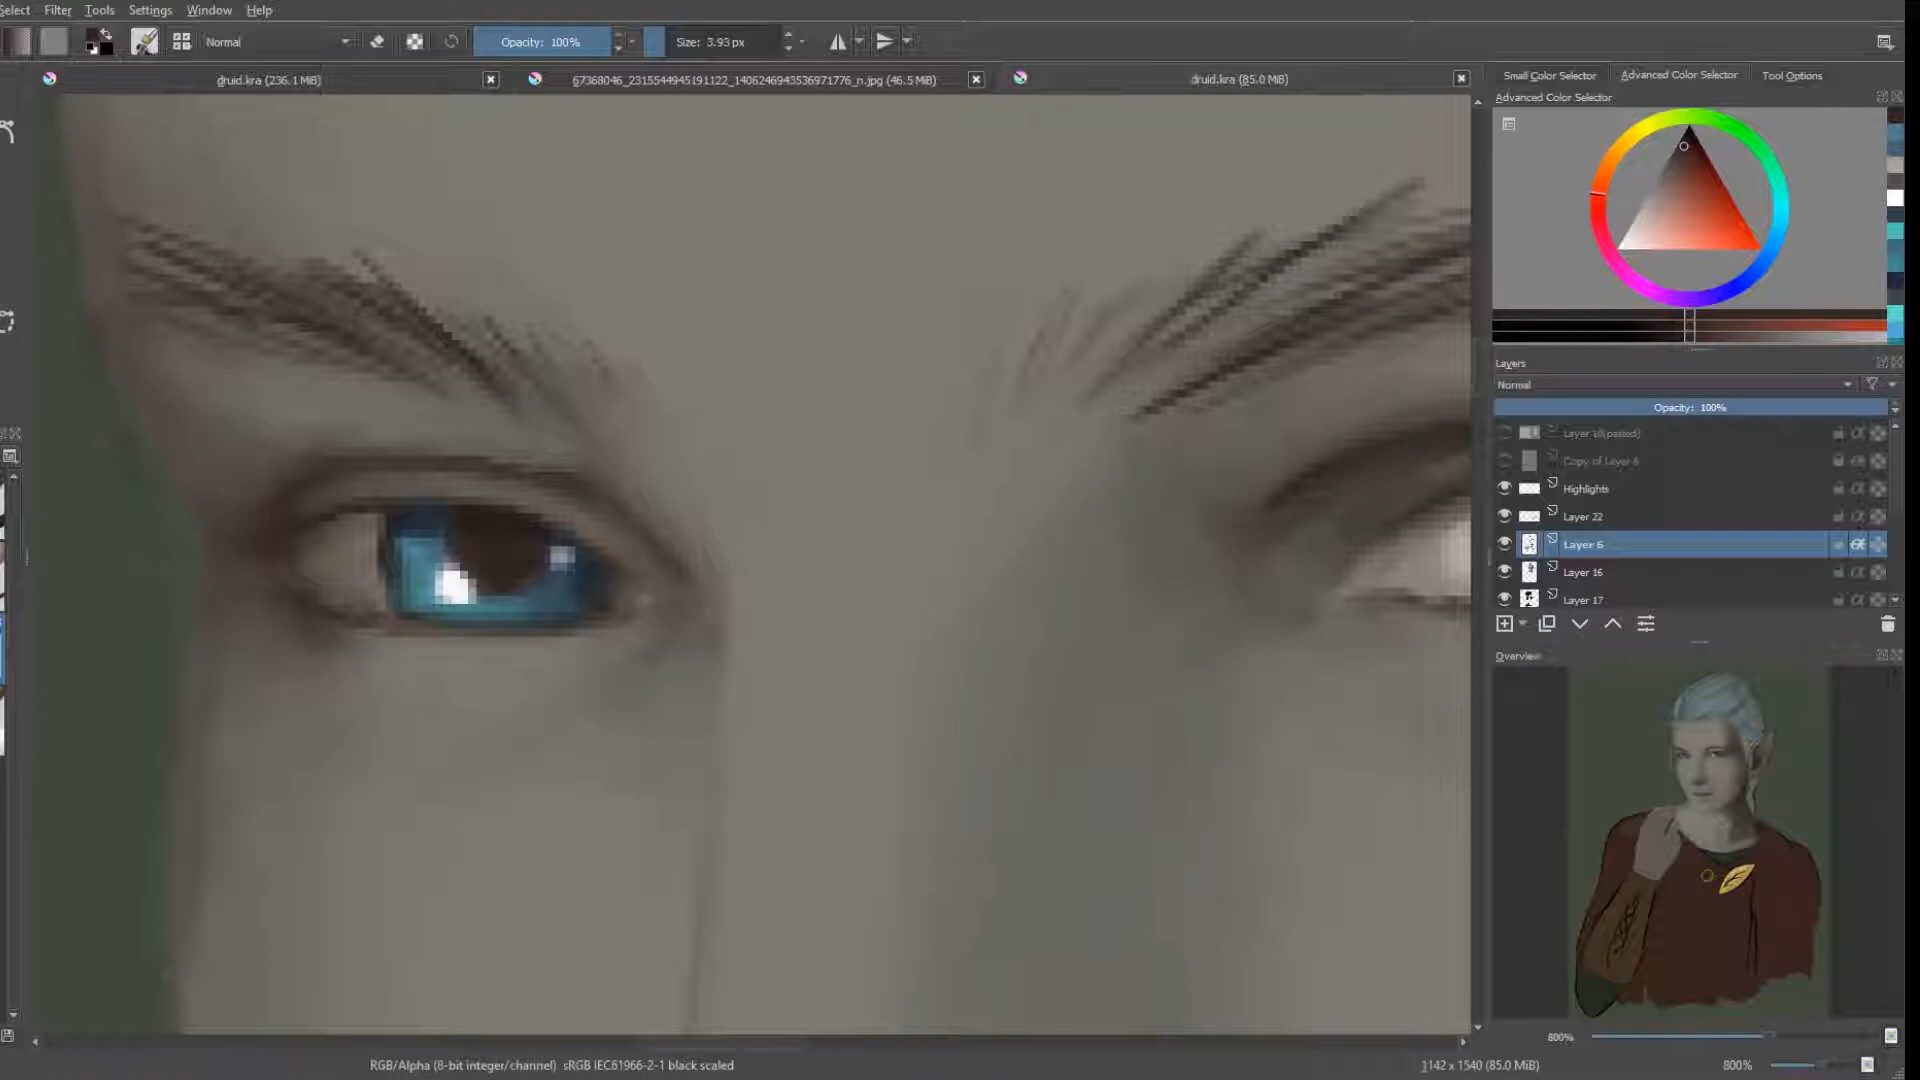 Select Filter Tools Settings Window Help
Normal Opacity: 100% Size: 3.93 px
druid.kra (236.1 MiB) 67368046_2315544945191122_1406246943536971776_n.jpg (46.5 MiB) druid.kra (85.0 MiB)
Small Color Selector Advanced Color Selector Tool Options
Advanced Color Selector
Layers
Normal
Opacity: 100%
Layer 10(pasted)
Copy of Layer 6
Highlights
Layer 22
Layer 6
Layer 16
Layer 17
Overview
800%
RGB/Alpha (8-bit integer/channel) sRGB IEC61966-2-1 black scaled 1142 x 1540 (85.0 MiB) 800%